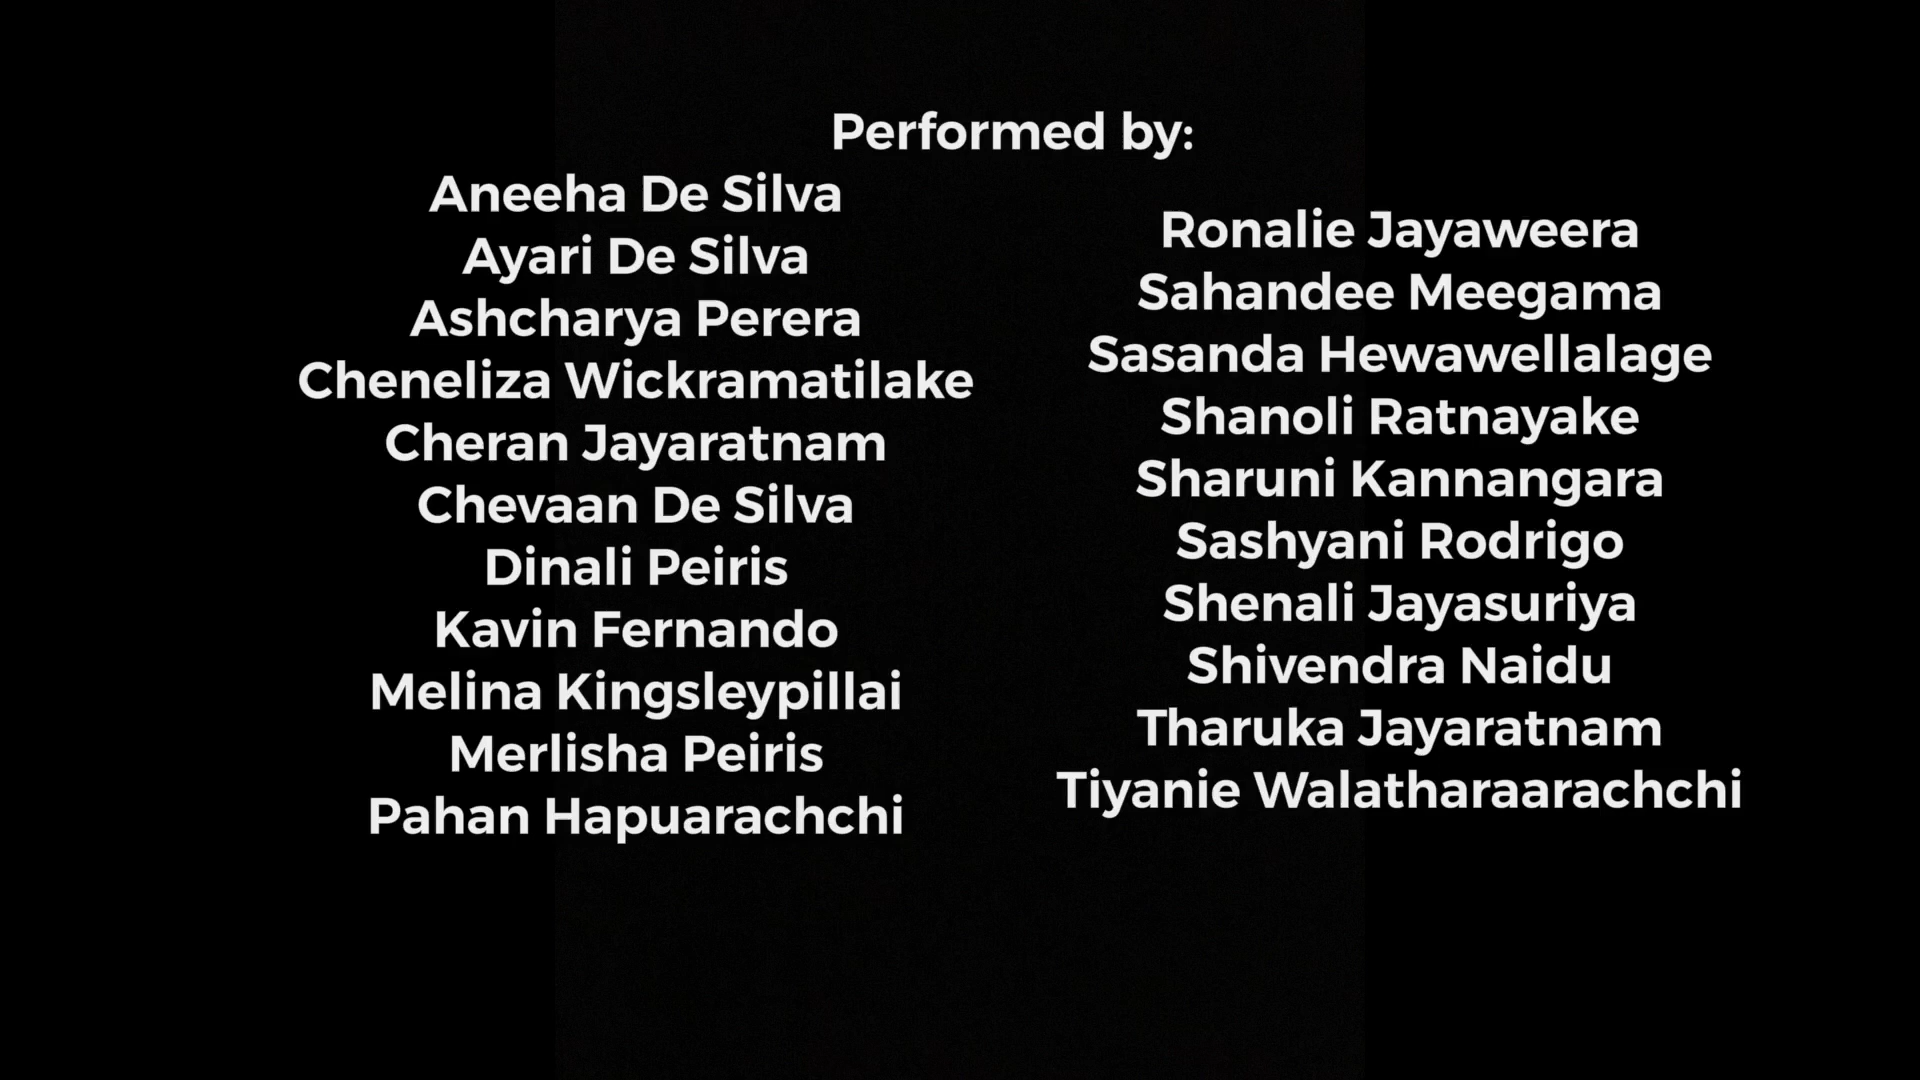 Performed by:
Aneeha De Silva
Ayari De Silva
Ashcharya Perera
Cheneliza Wickramatilake
Cheran Jayaratnam
Chevaan De Silva
Dinali Peiris
Kavin Fernando
Melina Kingsleypillai
Merlisha Peiris
Pahan Hapuarachchi
Ronalie Jayaweera
Sahandee Meegama
Sasanda Hewawellalage
Shanoli Ratnayake
Sharuni Kannangara
Sashyani Rodrigo
Shenali Jayasuriya
Shivendra Naidu
Tharuka Jayaratnam
Tiyanie Walatharaarachchi